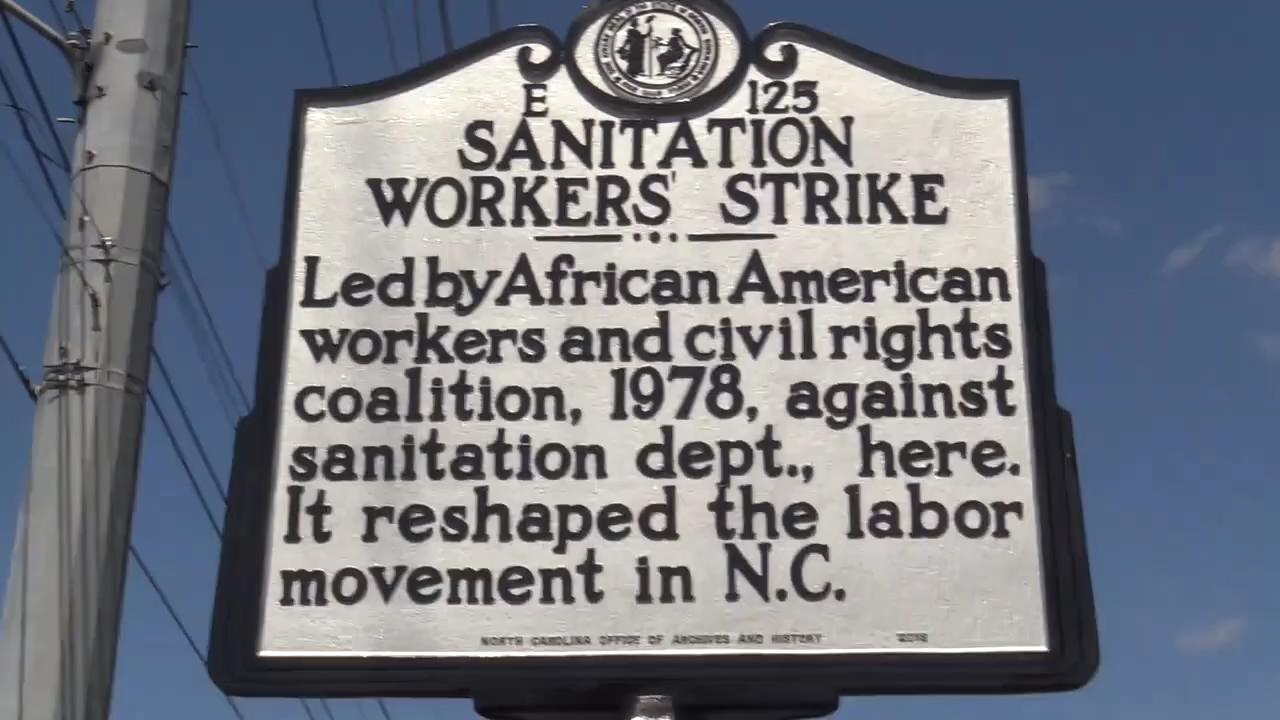 E 125
SANITATION
WORKERS' STRIKE
Led by African American
workers and civil rights
coalition, 1978, against
sanitation dept., here.
It reshaped the labor
movement in N.C.
NORTH CAROLINA OFFICE OF ARCHIVES AND HISTORY